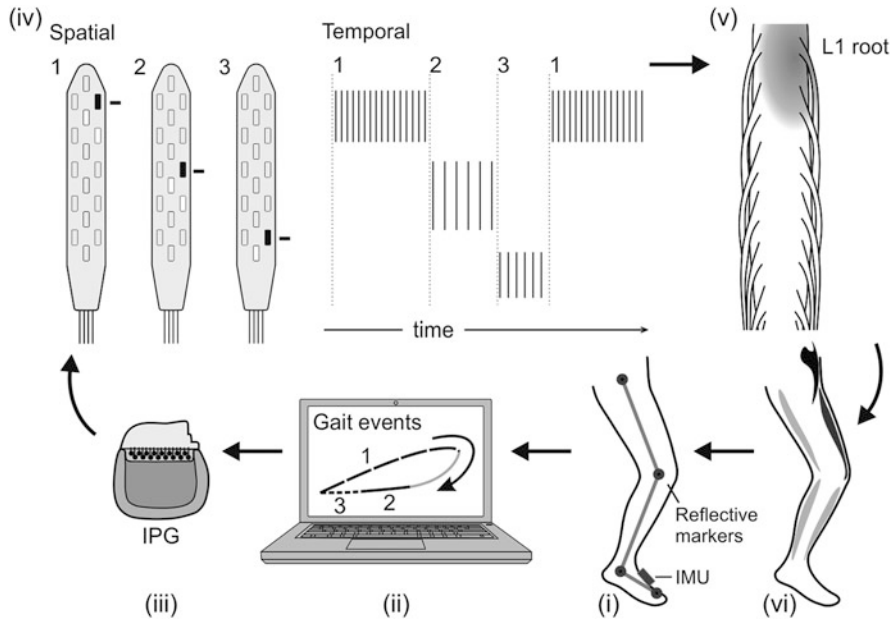 (iv)
Spatial
1 2 3
Temporal
1 2 3 1
time
(v)
L1 root
Gait events
1
3 2
IPG
Reflective
markers
IMU
(iii)
(ii)
(i)
(vi)